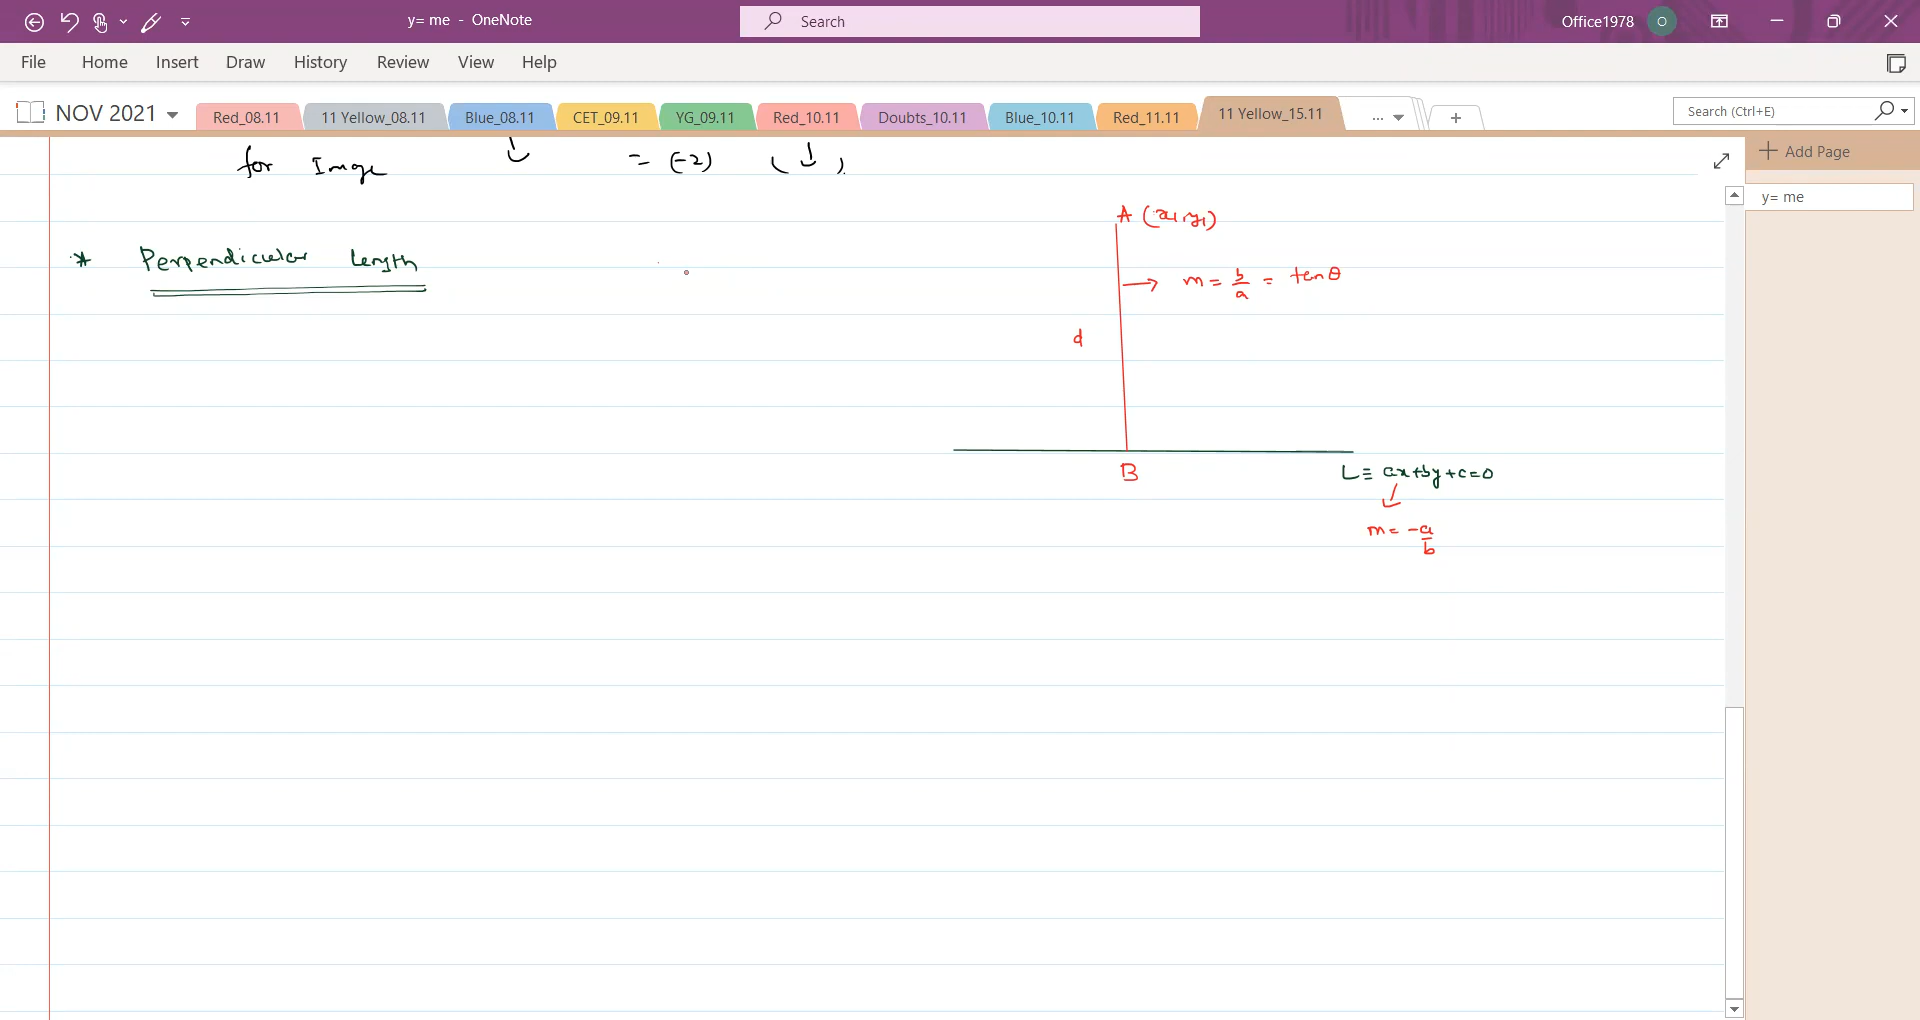 y= me - OneNote
Search
Office1978
O
File Home Insert Draw History Review View Help
NOV 2021
Red_08.11
11 Yellow_08.11
Blue_08.11
CET_09.11
YG_09.11
Red_10.11
Doubts_10.11
Blue_10.11
Red_11.11
11 Yellow_15.11
...
+
Search (Ctrl+E)
Add Page
y= me
for Image = (-2) ( ).
* Perpendicular Length
A (x1, y1)
m = b/a = tan θ
d
B
L ≡ ax+by+c=0
m = -a/b